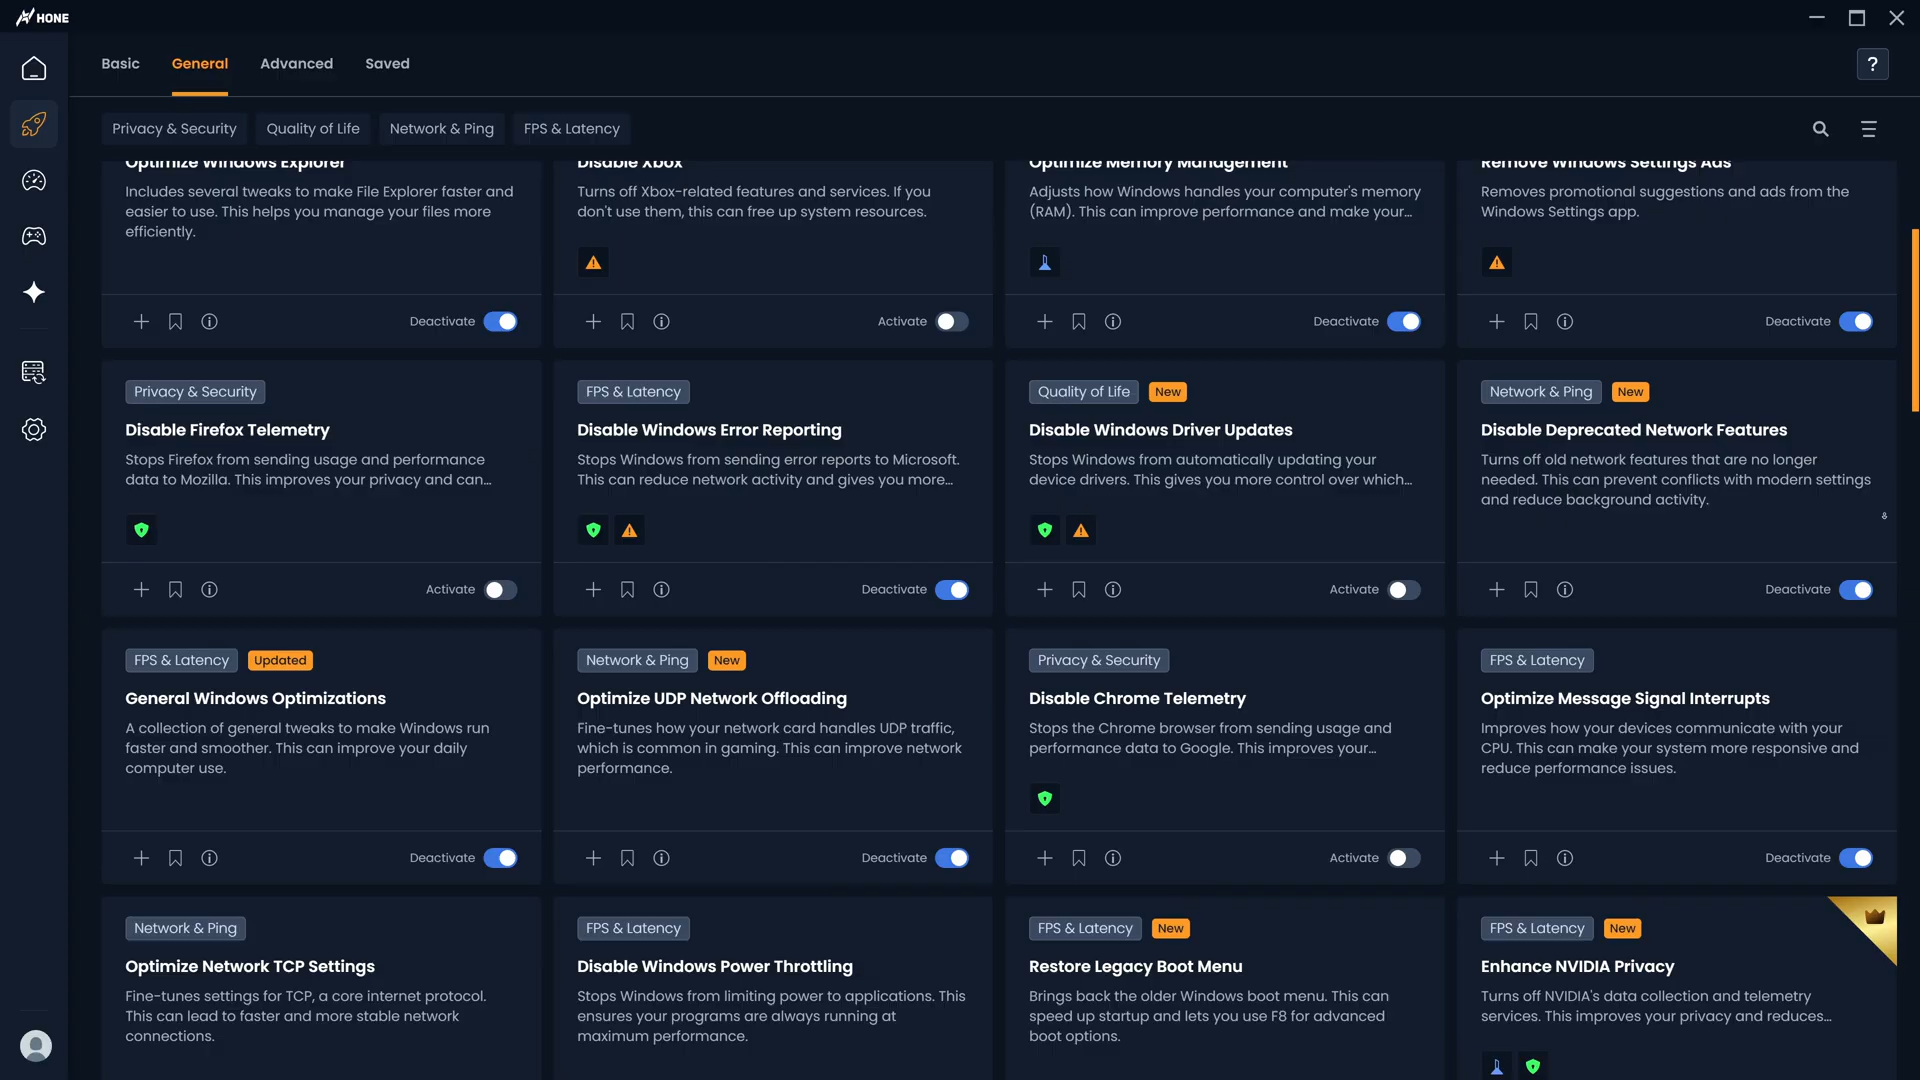 HONE
Basic
General
Advanced
Saved
?
Privacy & Security
Quality of Life
Network & Ping
FPS & Latency
Optimize Windows Explorer
Includes several tweaks to make File Explorer faster and
easier to use. This helps you manage your files more
efficiently.
Deactivate
Disable Xbox
Turns off Xbox-related features and services. If you
don't use them, this can free up system resources.
Activate
Optimize Memory Management
Adjusts how Windows handles your computer's memory
(RAM). This can improve performance and make your...
Deactivate
Remove Windows Settings Ads
Removes promotional suggestions and ads from the
Windows Settings app.
Deactivate
Privacy & Security
Disable Firefox Telemetry
Stops Firefox from sending usage and performance
data to Mozilla. This improves your privacy and can...
Activate
FPS & Latency
Disable Windows Error Reporting
Stops Windows from sending error reports to Microsoft.
This can reduce network activity and gives you more...
Deactivate
Quality of Life New
Disable Windows Driver Updates
Stops Windows from automatically updating your
device drivers. This gives you more control over which...
Activate
Network & Ping New
Disable Deprecated Network Features
Turns off old network features that are no longer
needed. This can prevent conflicts with modern settings
and reduce background activity.
Deactivate
FPS & Latency Updated
General Windows Optimizations
A collection of general tweaks to make Windows run
faster and smoother. This can improve your daily
computer use.
Deactivate
Network & Ping New
Optimize UDP Network Offloading
Fine-tunes how your network card handles UDP traffic,
which is common in gaming. This can improve network
performance.
Deactivate
Privacy & Security
Disable Chrome Telemetry
Stops the Chrome browser from sending usage and
performance data to Google. This improves your...
Activate
FPS & Latency
Optimize Message Signal Interrupts
Improves how your devices communicate with your
CPU. This can make your system more responsive and
reduce performance issues.
Deactivate
Network & Ping
Optimize Network TCP Settings
Fine-tunes settings for TCP, a core internet protocol.
This can lead to faster and more stable network
connections.
FPS & Latency
Disable Windows Power Throttling
Stops Windows from limiting power to applications. This
ensures your programs are always running at
maximum performance.
FPS & Latency New
Restore Legacy Boot Menu
Brings back the older Windows boot menu. This can
speed up startup and lets you use F8 for advanced
boot options.
FPS & Latency New
Enhance NVIDIA Privacy
Turns off NVIDIA's data collection and telemetry
services. This improves your privacy and reduces...